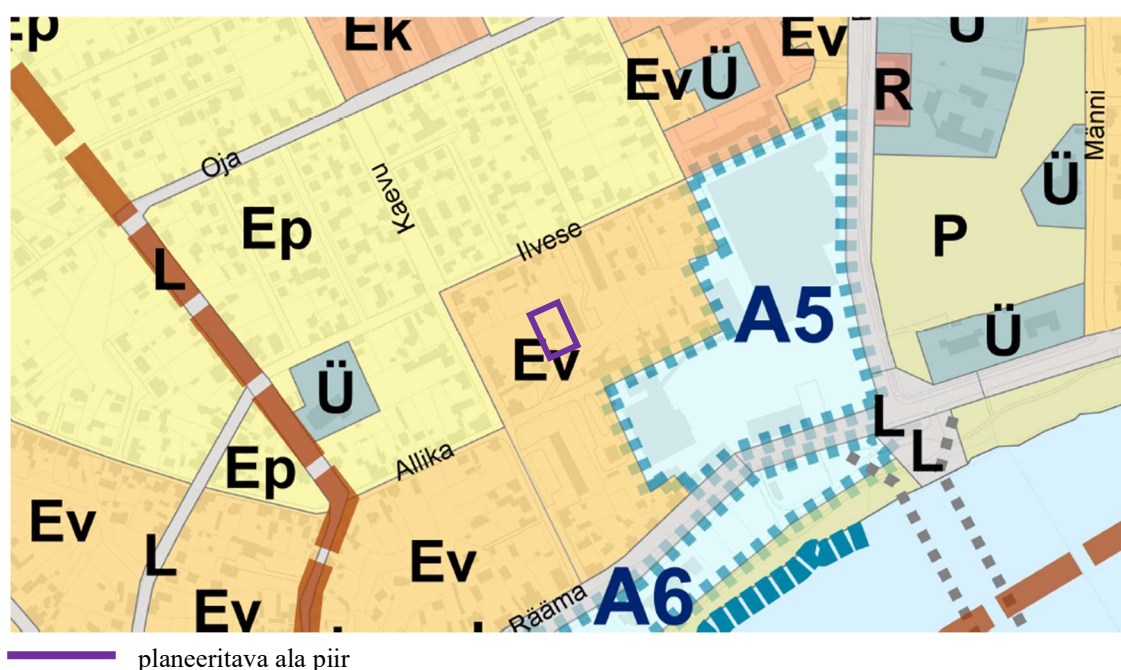 Ep
Ek
Ev
Ü
Ev
R
Ü
Männi
Ü
Oja
Kaevu
Ep
Ilvese
P
L
A5
Ü
Ev
Ü
L
L
Allika
Ep
Ev
L
Ev
Ev
A6
Rääma
planeeritava ala piir